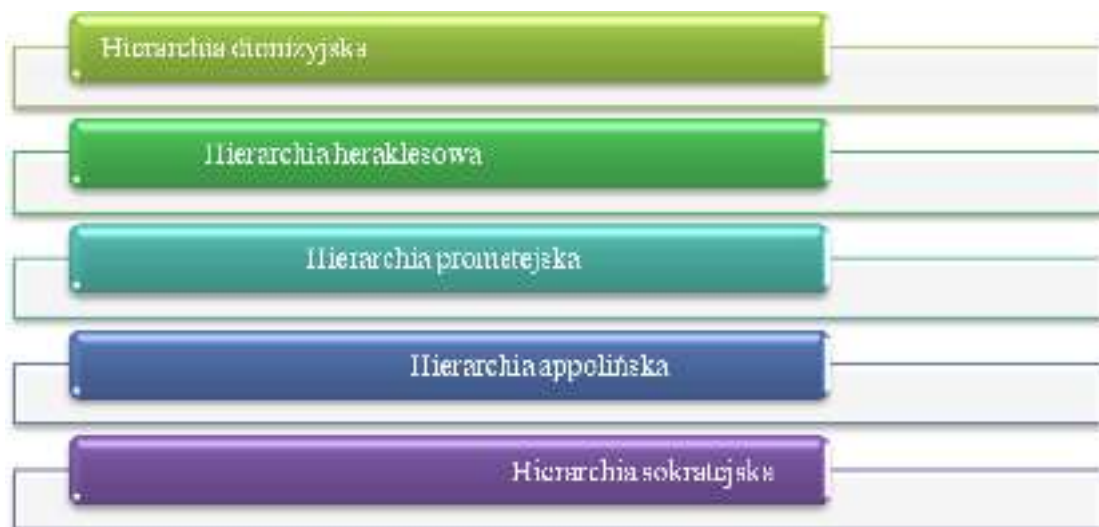 Hierarchia dionizyjska
Hierarchia heraklesowa
Hierarchia prometejska
Hierarchia appolińska
Hierarchia sokratejska